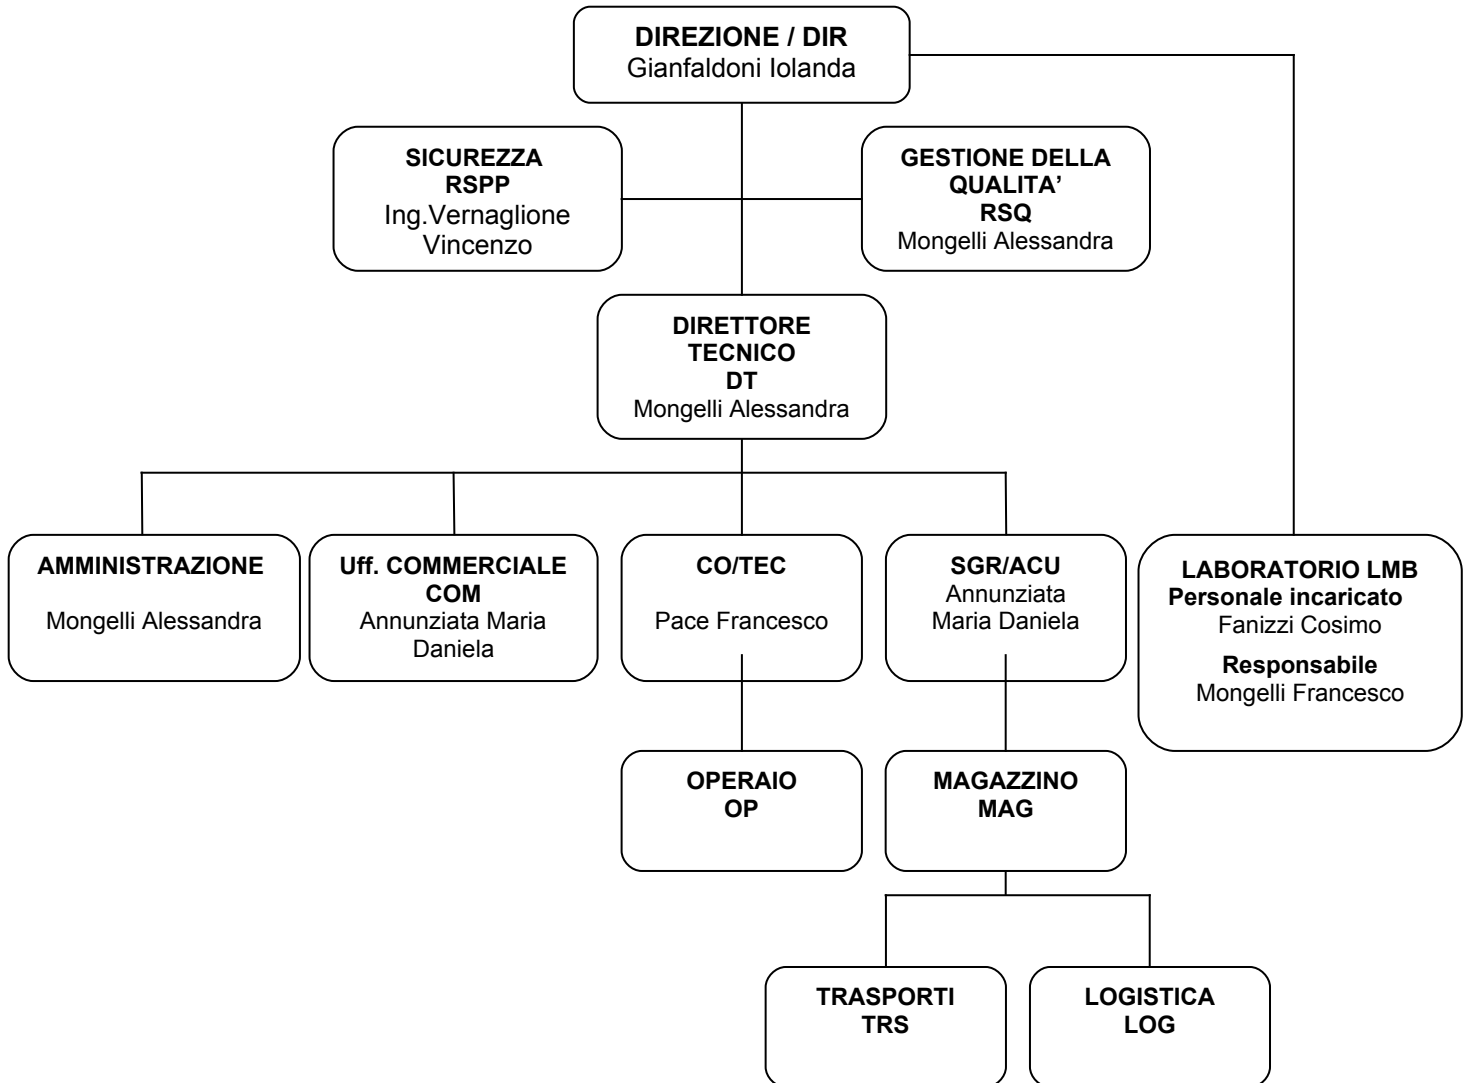 DIREZIONE / DIR
Gianfaldoni Iolanda
SICUREZZA
RSPP
Ing.Vernaglione
Vincenzo
GESTIONE DELLA
QUALITA’
RSQ
Mongelli Alessandra
DIRETTORE
TECNICO
DT
Mongelli Alessandra
AMMINISTRAZIONE
Mongelli Alessandra
Uff. COMMERCIALE
COM
Annunziata Maria
Daniela
CO/TEC
Pace Francesco
SGR/ACU
Annunziata
Maria Daniela
LABORATORIO LMB
Personale incaricato
Fanizzi Cosimo
Responsabile
Mongelli Francesco
OPERAIO
OP
MAGAZZINO
MAG
TRASPORTI
TRS
LOGISTICA
LOG